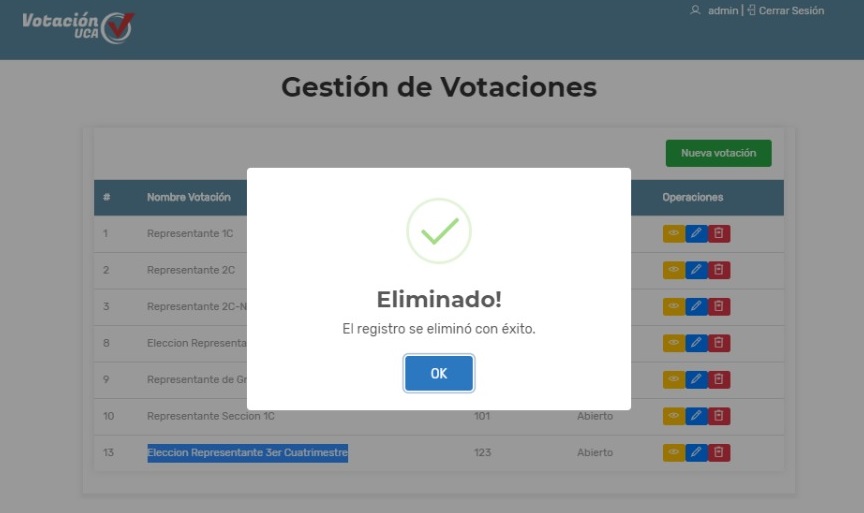 Votación
UCA
admin | Cerrar Sesión
Gestión de Votaciones
Nueva votación
# Nombre Votación Operaciones
1 Representante 1C
2 Representante 2C
3 Representante 2C-N
8 Eleccion Representa
9 Representante de Gr
10 Representante Seccion 1C 101 Abierto
13 Eleccion Representante 3er Cuatrimestre 123 Abierto
Eliminado!
El registro se eliminó con éxito.
OK